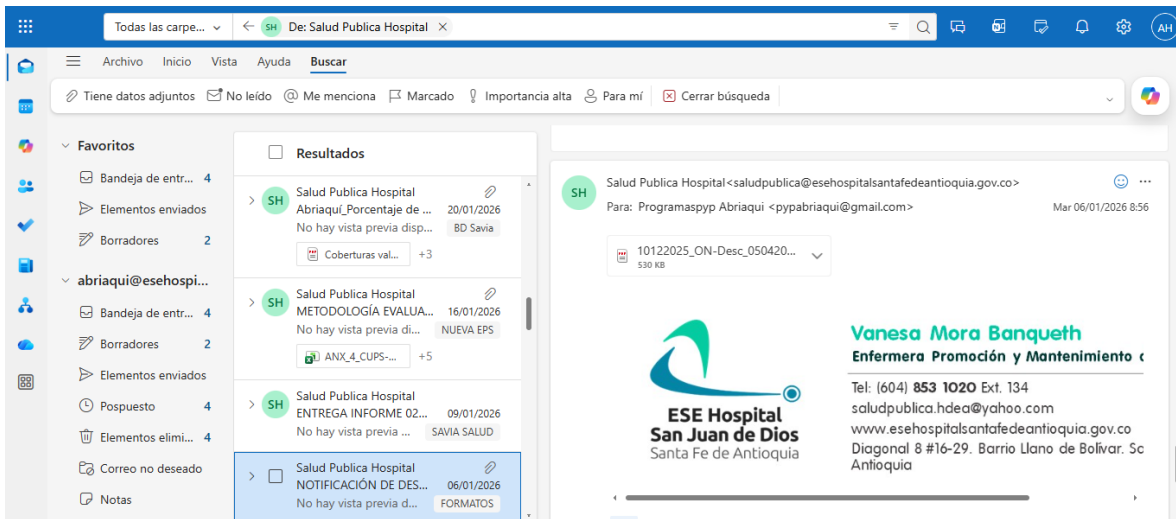 Todas las carpe...
SH De: Salud Publica Hospital
AH
Archivo Inicio Vista Ayuda Buscar
Tiene datos adjuntos No leído Me menciona Marcado Importancia alta Para mí Cerrar búsqueda
Favoritos
Bandeja de entr... 4
Elementos enviados
Borradores 2
abriaqui@esehospi...
Bandeja de entr... 4
Borradores 2
Elementos enviados
Pospuesto 4
Elementos elimi... 4
Correo no deseado
Notas
Resultados
SH
Salud Publica Hospital
Abriaquí_Porcentaje de ... 20/01/2026
No hay vista previa disp... BD Savia
Coberturas val... +3
SH
Salud Publica Hospital
METODOLOGÍA EVALUA... 16/01/2026
No hay vista previa di... NUEVA EPS
ANX_4_CUPS-... +5
SH
Salud Publica Hospital
ENTREGA INFORME 02... 09/01/2026
No hay vista previa ... SAVIA SALUD
Salud Publica Hospital
NOTIFICACIÓN DE DES... 06/01/2026
No hay vista previa d... FORMATOS
SH
Salud Publica Hospital<saludpublica@esehospitalsantafedeantioquia.gov.co>
Para: Programaspyp Abriaqui <pypabriaqui@gmail.com> Mar 06/01/2026 8:56
10122025_ON-Desc_050420...
530 KB
ESE Hospital
San Juan de Dios
Santa Fe de Antioquia
Vanesa Mora Banqueth
Enfermera Promoción y Mantenimiento
Tel: (604) 853 1020 Ext. 134
saludpublica.hdea@yahoo.com
www.esehospitalsantafedeantioquia.gov.co
Diagonal 8 #16-29. Barrio Llano de Bolívar.
Antioquia